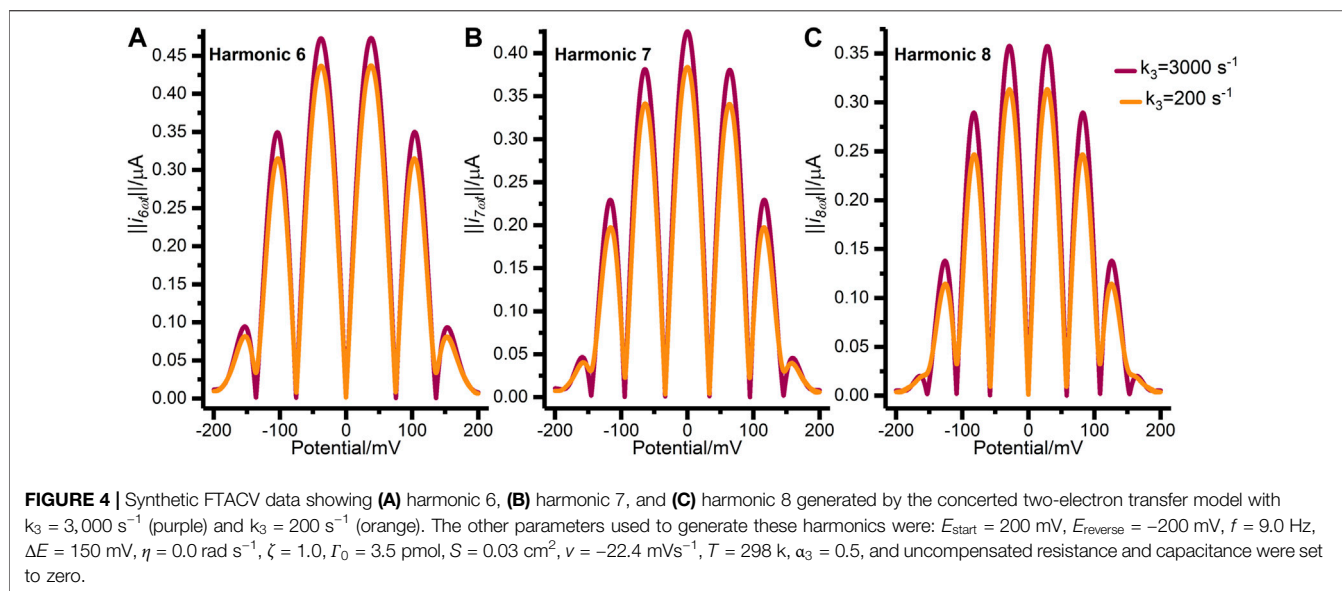 A
Harmonic 6
||i6ωt||/μA
0.45
0.40
0.35
0.30
0.25
0.20
0.15
0.10
0.05
0.00
-200 -100 0 100 200
Potential/mV
B
Harmonic 7
||i7ωt||/μA
0.40
0.35
0.30
0.25
0.20
0.15
0.10
0.05
0.00
-200 -100 0 100 200
Potential/mV
C
Harmonic 8
||i8ωt||/μA
0.35
0.30
0.25
0.20
0.15
0.10
0.05
0.00
-200 -100 0 100 200
Potential/mV
k₃=3000 s⁻¹
k₃=200 s⁻¹
FIGURE 4 | Synthetic FTACV data showing (A) harmonic 6, (B) harmonic 7, and (C) harmonic 8 generated by the concerted two-electron transfer model with
k₃ = 3,000 s⁻¹ (purple) and k₃ = 200 s⁻¹ (orange). The other parameters used to generate these harmonics were: Estart = 200 mV, Ereverse = −200 mV, f = 9.0 Hz,
ΔE = 150 mV, η = 0.0 rad s⁻¹, ζ = 1.0, Γ₀ = 3.5 pmol, S = 0.03 cm², v = −22.4 mVs⁻¹, T = 298 k, α₃ = 0.5, and uncompensated resistance and capacitance were set
to zero.